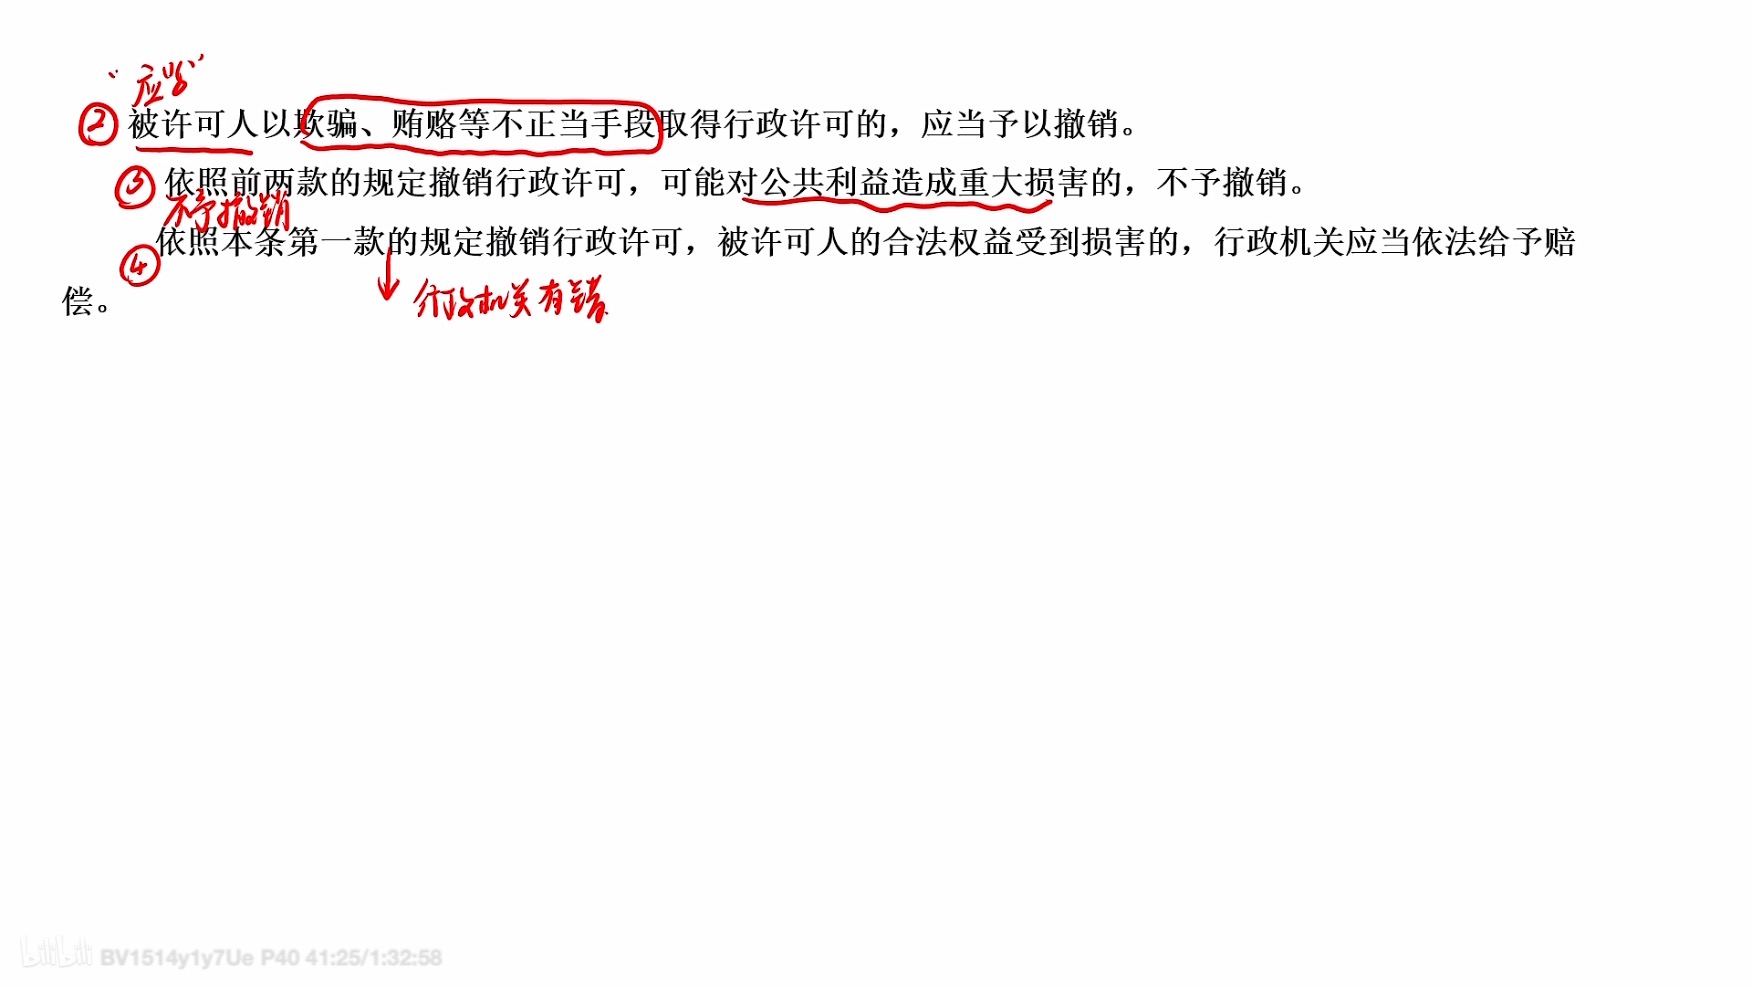 “应当”
② 被许可人以欺骗、贿赂等不正当手段取得行政许可的，应当予以撤销。
③ 依照前两款的规定撤销行政许可，可能对公共利益造成重大损害的，不予撤销。
不予撤销
④ 依照本条第一款的规定撤销行政许可，被许可人的合法权益受到损害的，行政机关应当依法给予赔
偿。
↓ 行政机关有错
bilibili BV1514y1y7Ue P40 41:25/1:32:58